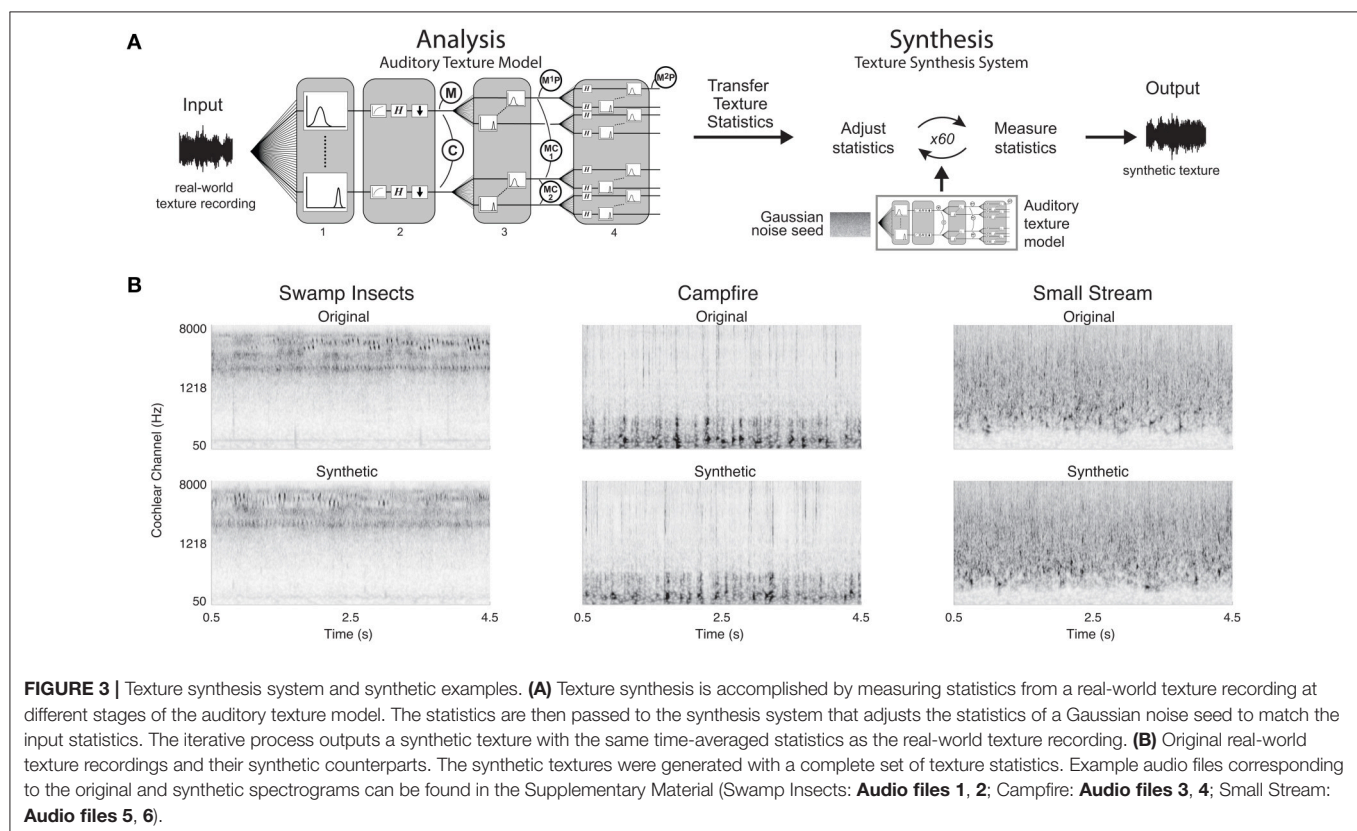 A
Analysis
Auditory Texture Model
Synthesis
Texture Synthesis System
Input
real-world
texture recording
H
H
M
C
M¹P
MC
1
MC
2
M²P
H
H
H
H
H
H
H
H
1
2
3
4
Transfer
Texture
Statistics
Adjust
statistics
x60
Measure
statistics
Output
synthetic texture
Gaussian
noise seed
Auditory
texture
model
B
Swamp Insects
Original
Campfire
Original
Small Stream
Original
Cochlear Channel (Hz)
8000
1218
50
Synthetic
Synthetic
Synthetic
8000
1218
50
0.5 2.5 4.5
Time (s)
0.5 2.5 4.5
Time (s)
0.5 2.5 4.5
Time (s)
FIGURE 3 | Texture synthesis system and synthetic examples. (A) Texture synthesis is accomplished by measuring statistics from a real-world texture recording at
different stages of the auditory texture model. The statistics are then passed to the synthesis system that adjusts the statistics of a Gaussian noise seed to match the
input statistics. The iterative process outputs a synthetic texture with the same time-averaged statistics as the real-world texture recording. (B) Original real-world
texture recordings and their synthetic counterparts. The synthetic textures were generated with a complete set of texture statistics. Example audio files corresponding
to the original and synthetic spectrograms can be found in the Supplementary Material (Swamp Insects: Audio files 1, 2; Campfire: Audio files 3, 4; Small Stream:
Audio files 5, 6).